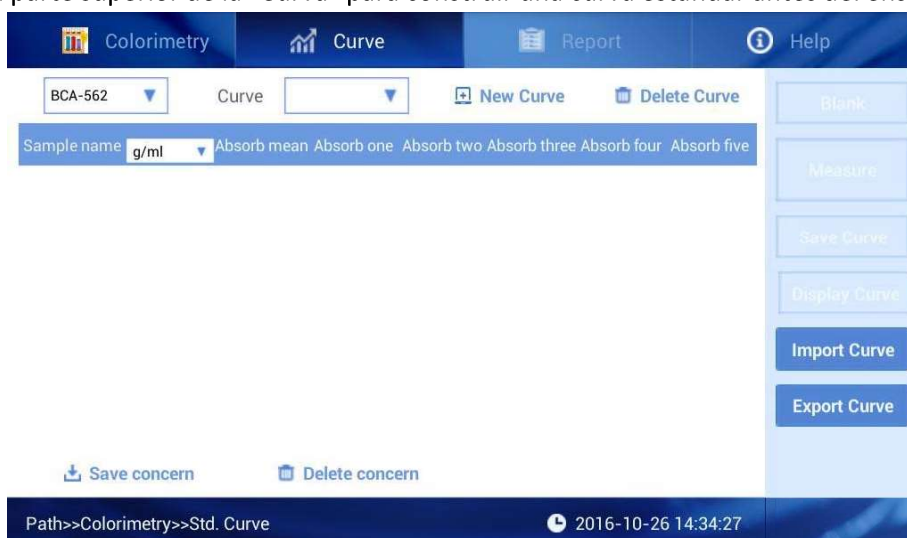 parte superior de la "Curva" para construir una curva estándar antes del
Colorimetry Curve Report Help
BCA-562 Curve New Curve Delete Curve Blank
Sample name g/ml Absorb mean Absorb one Absorb two Absorb three Absorb four Absorb five
Measure
Save Curve
Display Curve
Import Curve
Export Curve
Save concern Delete concern
Path>>Colorimetry>>Std. Curve 2016-10-26 14:34:27